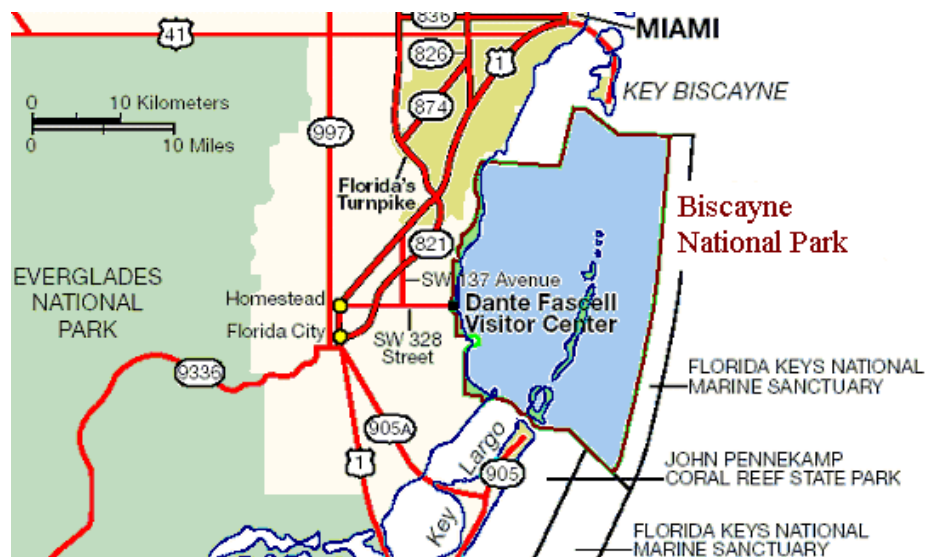 836
MIAMI
41
826
1
KEY BISCAYNE
0 10 Kilometers
874
997
0 10 Miles
Florida's
Turnpike
Biscayne
National Park
821
EVERGLADES
NATIONAL
PARK
SW 137 Avenue
Homestead
Dante Fascell
Visitor Center
Florida City
SW 328
Street
9336
FLORIDA KEYS NATIONAL
MARINE SANCTUARY
905A
Largo
1
905
JOHN PENNEKAMP
CORAL REEF STATE PARK
Key
FLORIDA KEYS NATIONAL
MARINE SANCTUARY